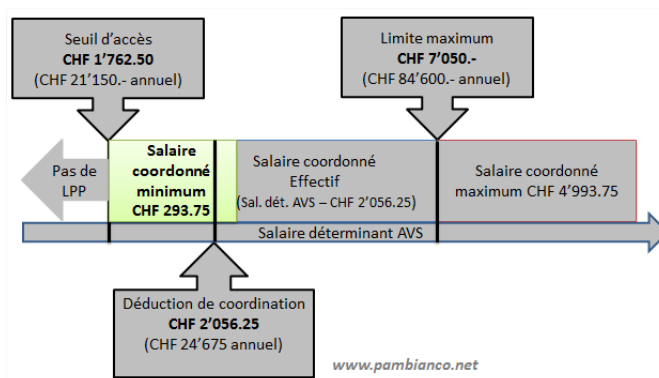 Seuil d'accès
CHF 1'762.50
(CHF 21'150.- annuel)
Limite maximum
CHF 7'050.-
(CHF 84'600.- annuel)
Pas de
LPP
Salaire
coordonné
minimum
CHF 293.75
Salaire coordonné
Effectif
(Sal. dét. AVS – CHF 2'056.25)
Salaire coordonné
maximum CHF 4'993.75
Salaire déterminant AVS
Déduction de coordination
CHF 2'056.25
(CHF 24'675 annuel)
www.pambianco.net